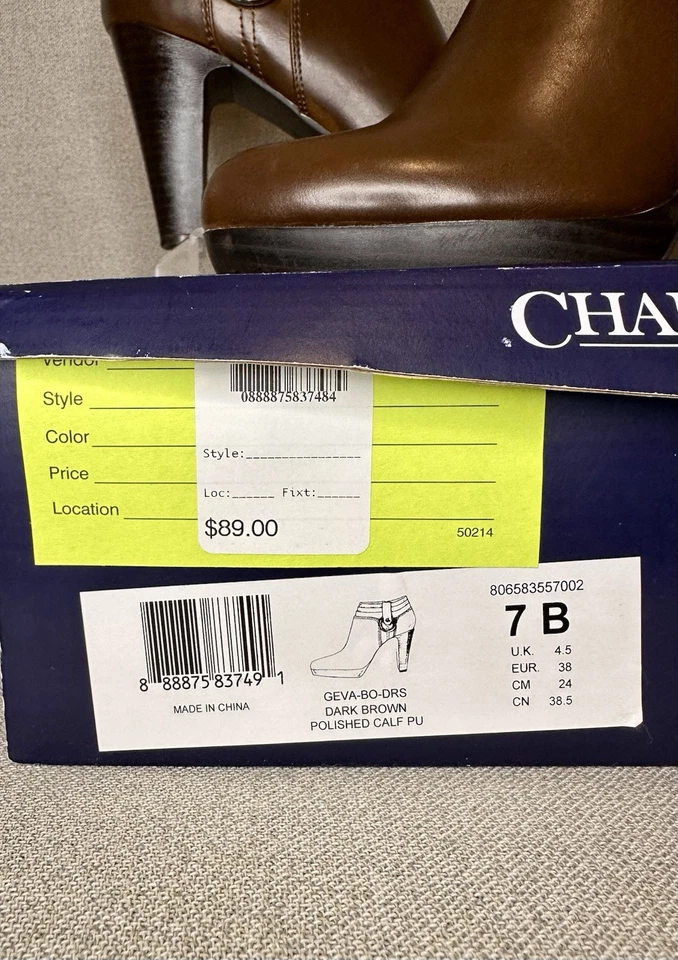 CHA
Vendor
0888875837484
Style
Style:
Color
Price
Loc: Fixt:
Location
$89.00
50214
806583557002
7 B
U.K. 4.5
EUR. 38
CM 24
CN 38.5
8 88875 83749 1
MADE IN CHINA
GEVA-BO-DRS
DARK BROWN
POLISHED CALF PU